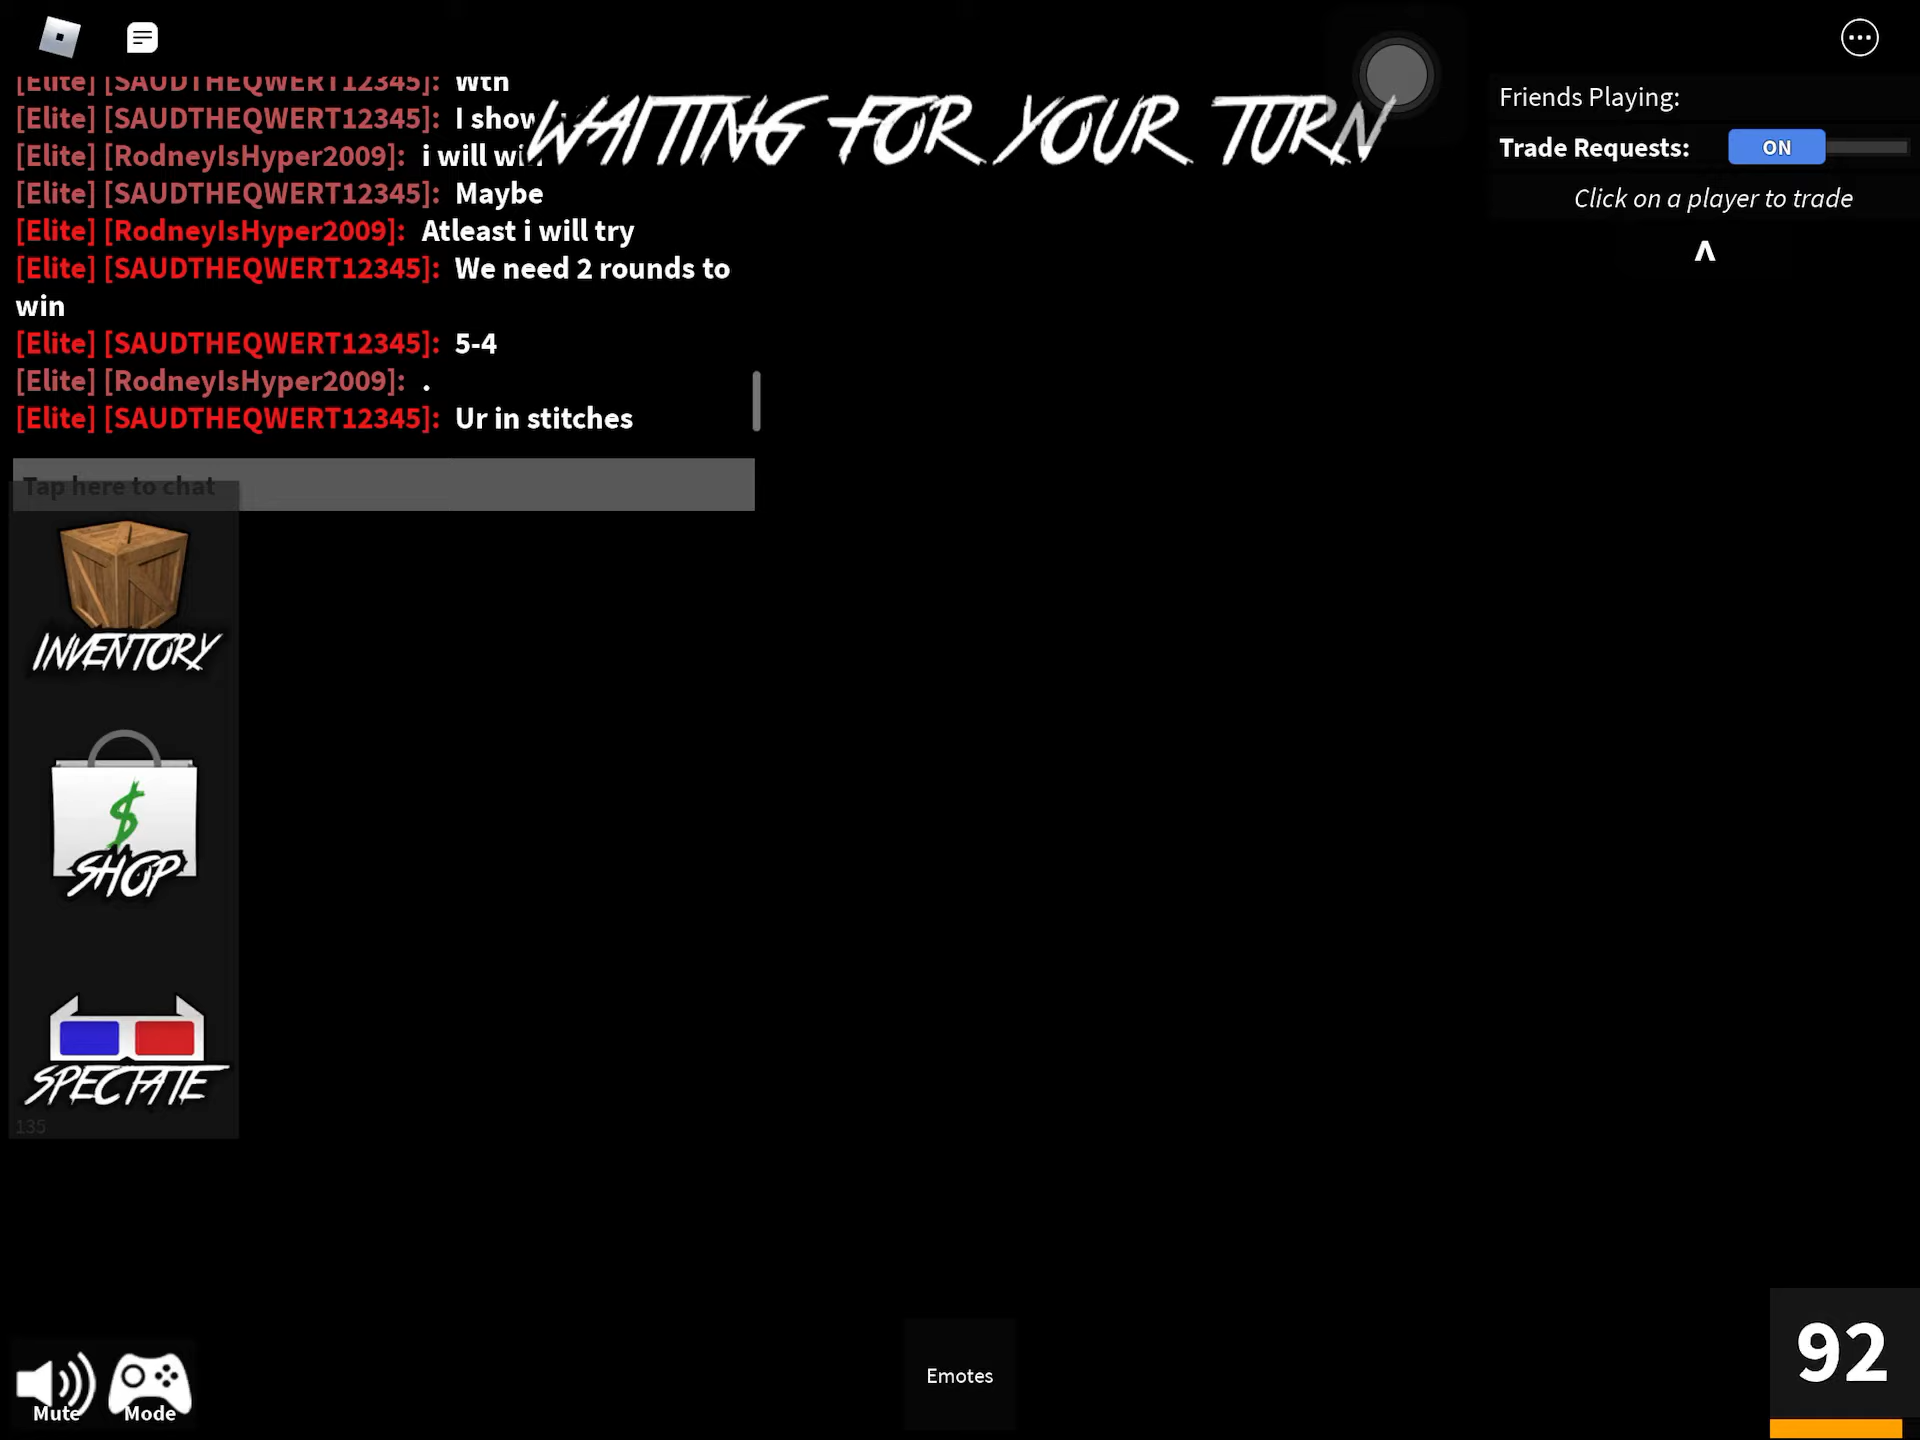 [Elite] [SAUDTHEQWERT12345]: Wth
[Elite] [SAUDTHEQWERT12345]: I show
[Elite] [RodneyIsHyper2009]: i will
[Elite] [SAUDTHEQWERT12345]: Maybe
[Elite] [RodneyIsHyper2009]: Atleast i will try
[Elite] [SAUDTHEQWERT12345]: We need 2 rounds to
win
[Elite] [SAUDTHEQWERT12345]: 5-4
[Elite] [RodneyIsHyper2009]: .
[Elite] [SAUDTHEQWERT12345]: Ur in stitches
Tap here to chat
WAITING FOR YOUR TURN
Friends Playing:
Trade Requests: ON
Click on a player to trade
INVENTORY
$
SHOP
SPECTATE
135
Mute
Mode
Emotes
92